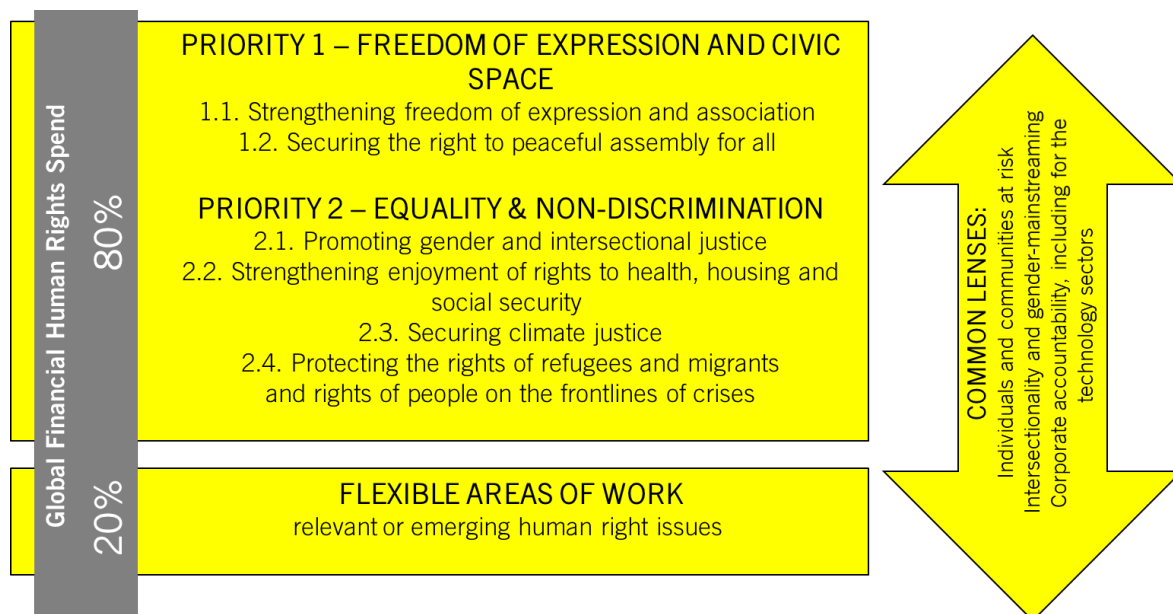 Global Financial Human Rights Spend
80%
20%
PRIORITY 1 – FREEDOM OF EXPRESSION AND CIVIC
SPACE
1.1. Strengthening freedom of expression and association
1.2. Securing the right to peaceful assembly for all
PRIORITY 2 – EQUALITY & NON-DISCRIMINATION
2.1. Promoting gender and intersectional justice
2.2. Strengthening enjoyment of rights to health, housing and
social security
2.3. Securing climate justice
2.4. Protecting the rights of refugees and migrants
and rights of people on the frontlines of crises
FLEXIBLE AREAS OF WORK
relevant or emerging human right issues
COMMON LENSES:
Individuals and communities at risk
Intersectionality and gender-mainstreaming
Corporate accountability, including for the
technology sectors